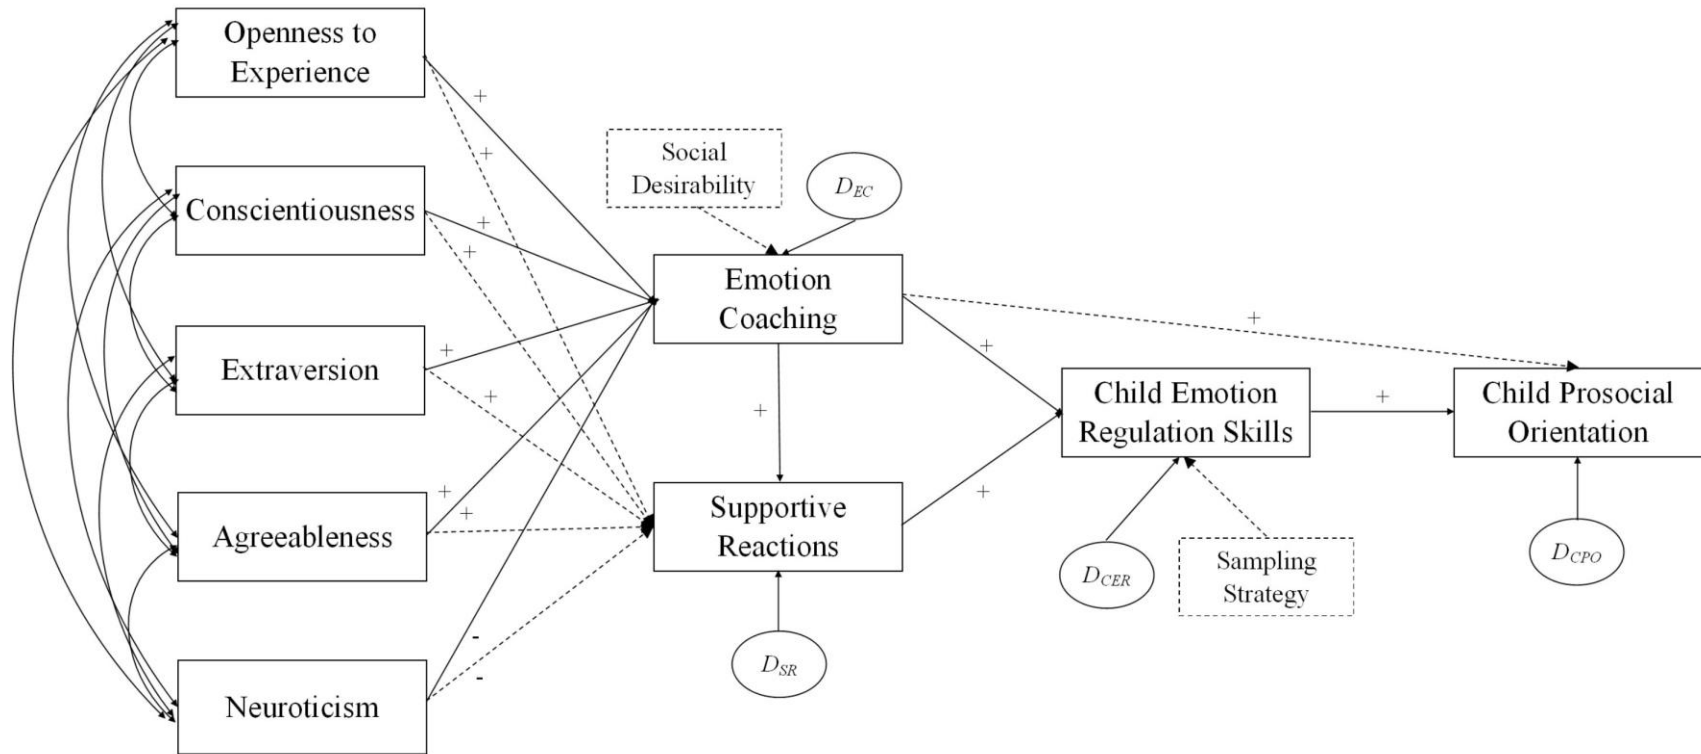 Openness to
Experience
+
+
Social
Desirability
D_EC
Conscientiousness
+
+
Emotion
Coaching
+
Extraversion
+
+
+
+
Child Emotion
Regulation Skills
+
Child Prosocial
Orientation
Agreeableness
+
+
Supportive
Reactions
+
D_CER
Sampling
Strategy
D_CPO
Neuroticism
-
-
D_SR